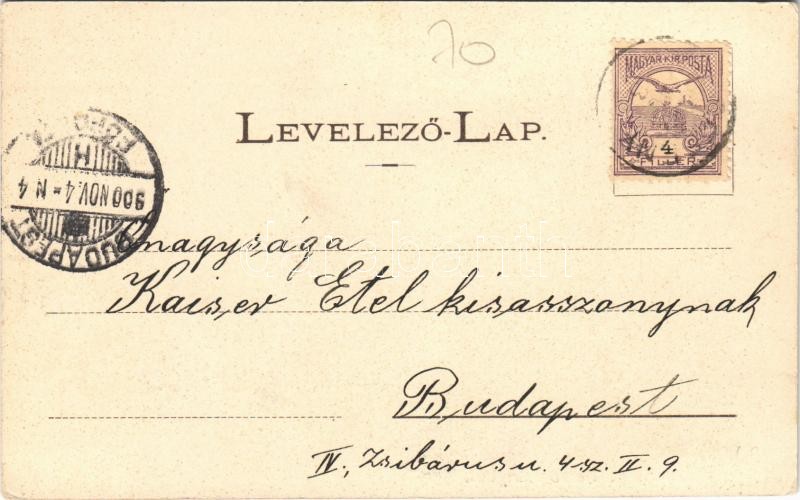 70
MAGYAR KIR. POSTA
4
FILLÉR
LEVELEZŐ-LAP.
BUDAPEST
900 NOV. 4 - N 4
H
Őnagysága
Kaiser Etel kisasszonynak
Budapest
IV., Zsibárus u. 4 sz. II. 9.